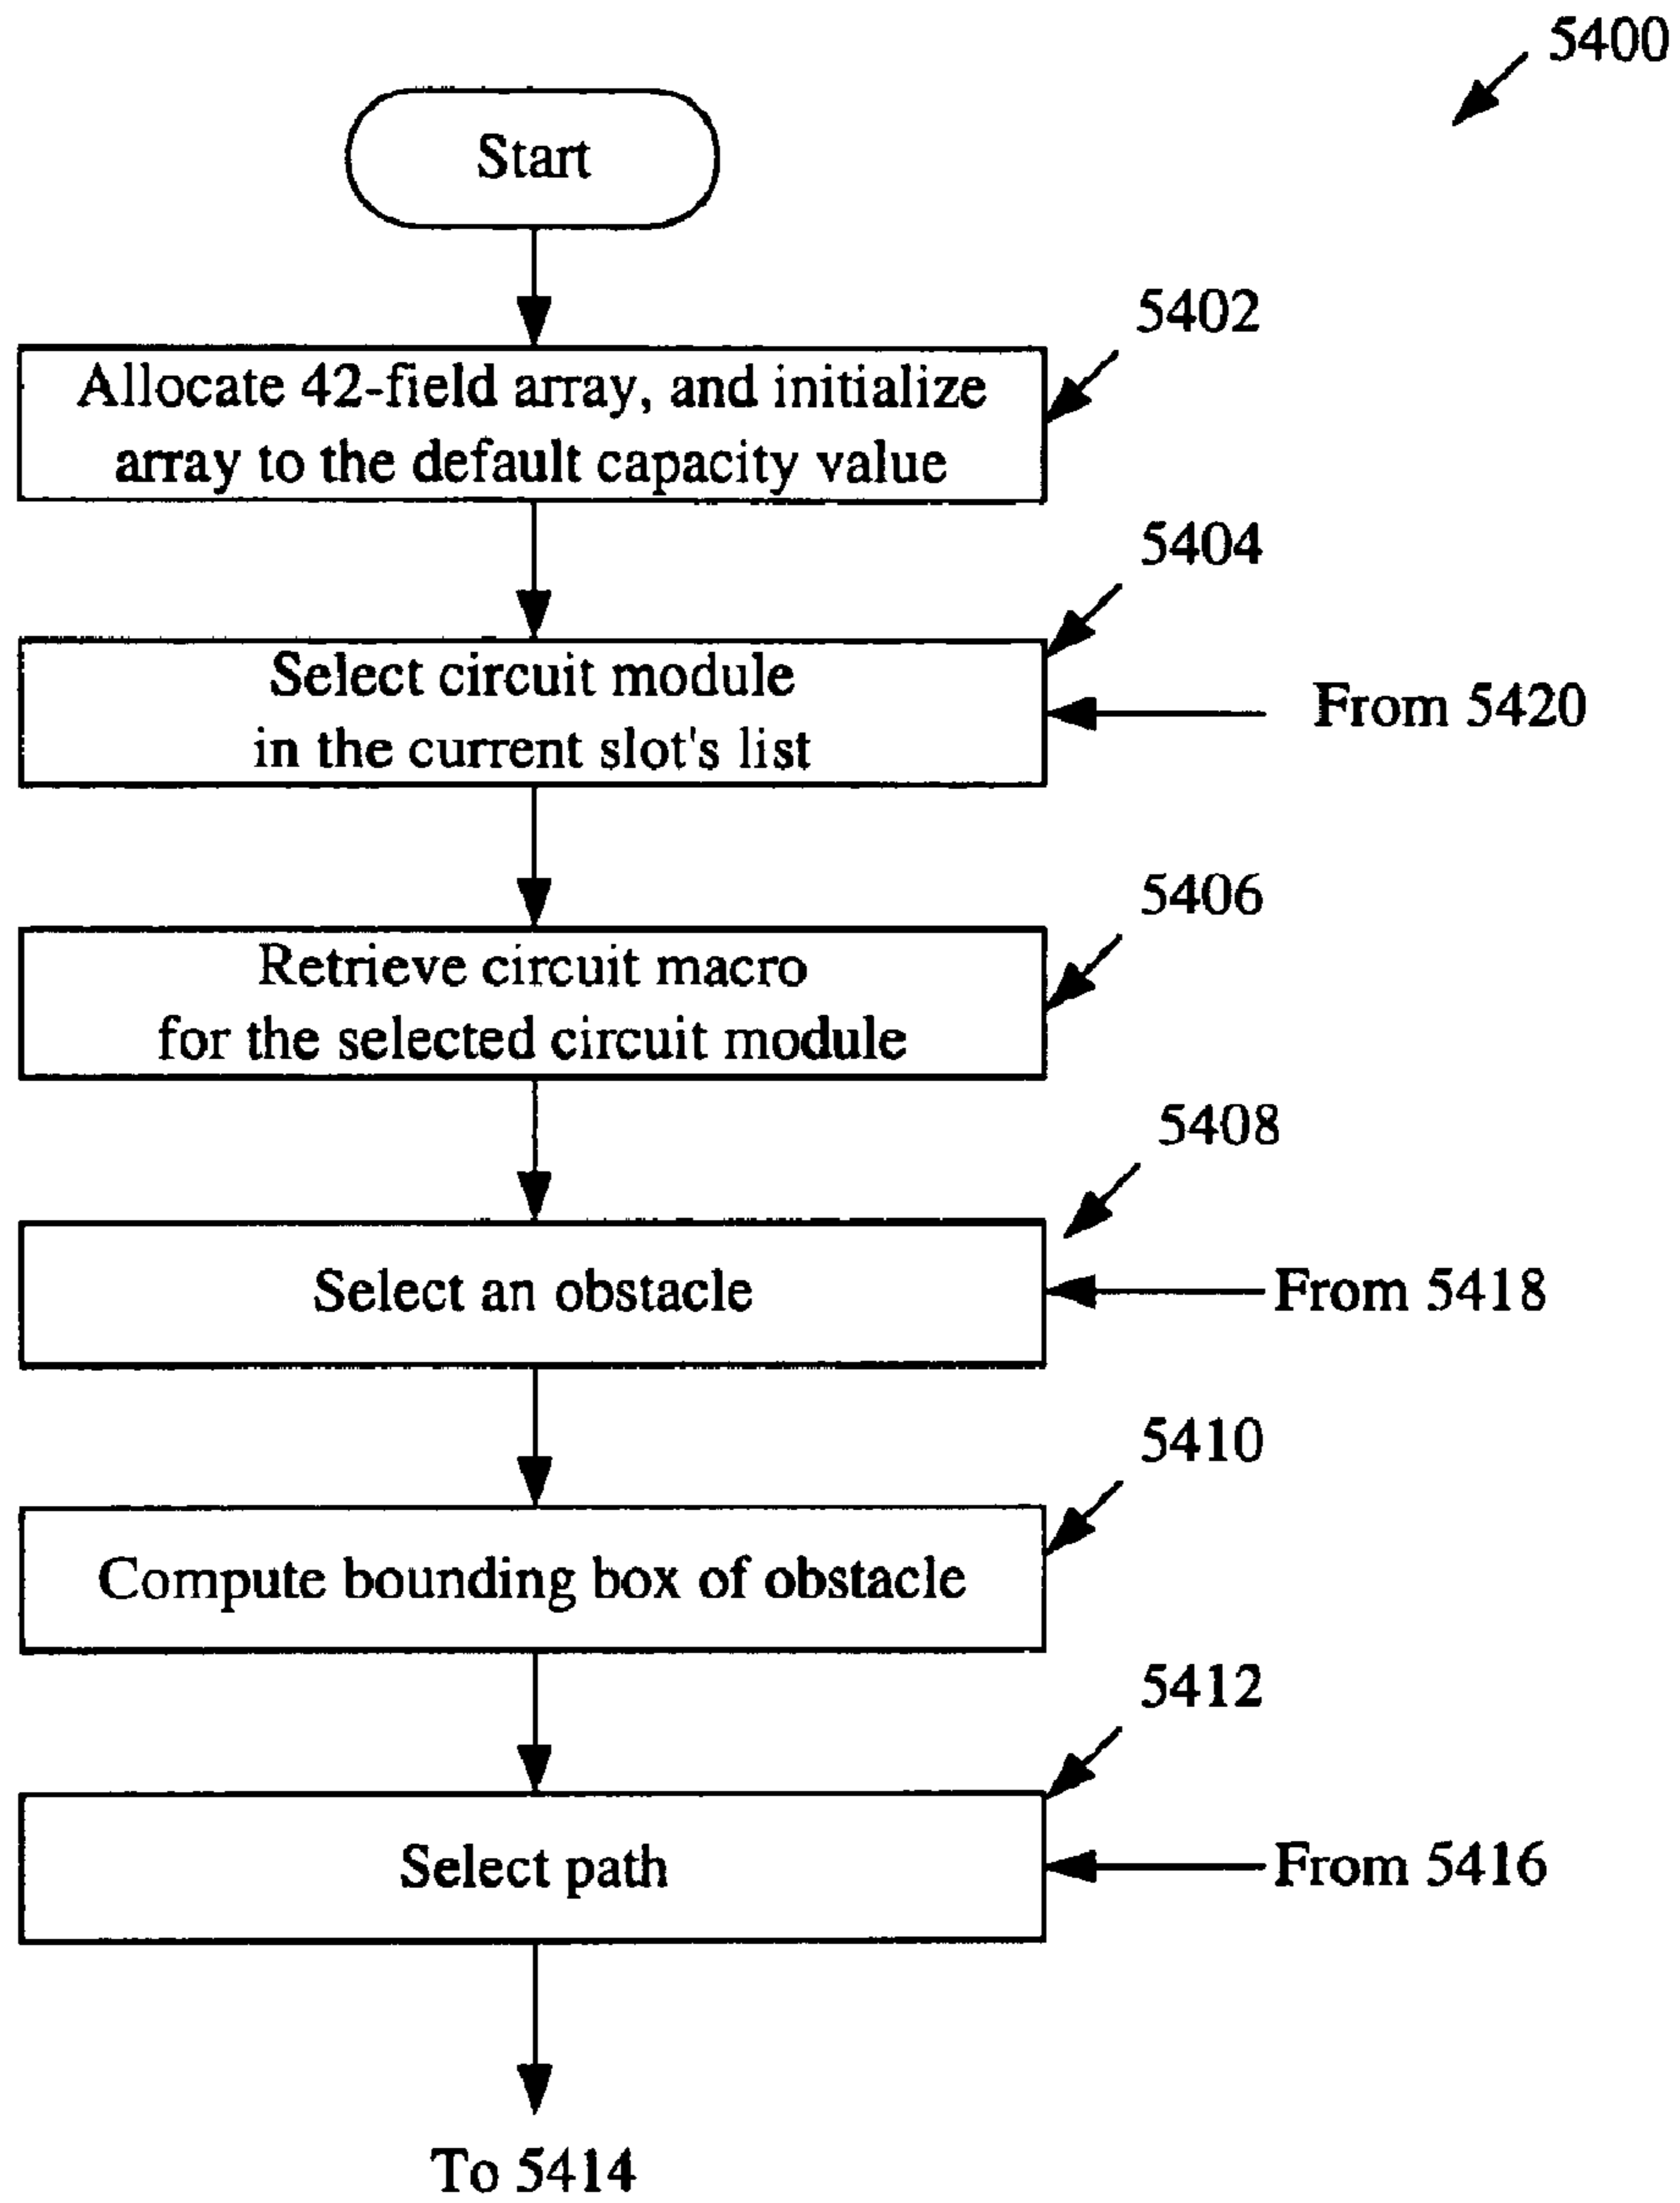 5400
Start
5402
Allocate 42-field array, and initialize
array to the default capacity value
5404
Select circuit module
in the current slot's list
From 5420
5406
Retrieve circuit macro
for the selected circuit module
5408
Select an obstacle
From 5418
5410
Compute bounding box of obstacle
5412
Select path
From 5416
To 5414